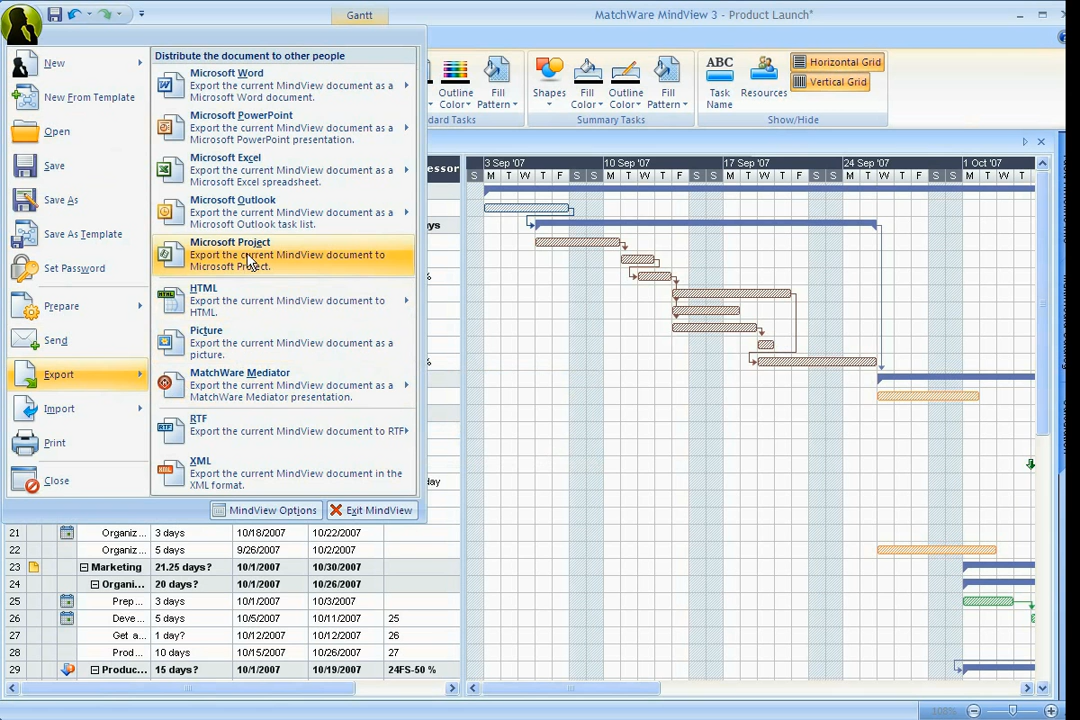 Gantt
MatchWare MindView 3 - Product Launch*
New
New From Template
Open
Save
Save As
Save As Template
Set Password
Prepare
Send
Export
Import
Print
Close
Distribute the document to other people
Microsoft Word
Export the current MindView document as a
Microsoft Word document.
Microsoft PowerPoint
Export the current MindView document as a
Microsoft PowerPoint presentation.
Microsoft Excel
Export the current MindView document as a
Microsoft Excel spreadsheet.
Microsoft Outlook
Export the current MindView document as a
Microsoft Outlook task list.
Microsoft Project
Export the current MindView document to
Microsoft Project.
HTML
Export the current MindView document to
HTML.
Picture
Export the current MindView document as a
picture.
MatchWare Mediator
Export the current MindView document as a
MatchWare Mediator presentation.
RTF
Export the current MindView document to RTF
XML
Export the current MindView document in the
XML format.
MindView Options
Exit MindView
Outline
Color
Fill
Pattern
dard Tasks
Shapes
Fill
Color
Outline
Color
Fill
Pattern
Summary Tasks
ABC
Task
Name
Resources
Horizontal Grid
Vertical Grid
Show/Hide
essor
3 Sep '07 10 Sep '07 17 Sep '07 24 Sep '07 1 Oct '07
S M T W T F S S M T W T F S S M T W T F S S M T W T F S S M T W T
ys
%
%
day
21 Organiz ... 3 days 10/18/2007 10/22/2007
22 Organiz ... 5 days 9/26/2007 10/2/2007
23 Marketing 21.25 days? 10/1/2007 10/30/2007
24 Organi... 20 days? 10/1/2007 10/26/2007
25 Prep ... 3 days 10/1/2007 10/3/2007
26 Deve ... 5 days 10/5/2007 10/11/2007 25
27 Get a... 1 day? 10/12/2007 10/12/2007 26
28 Prod ... 10 days 10/15/2007 10/26/2007 27
29 Produc... 15 days? 10/1/2007 10/19/2007 24FS-50 %